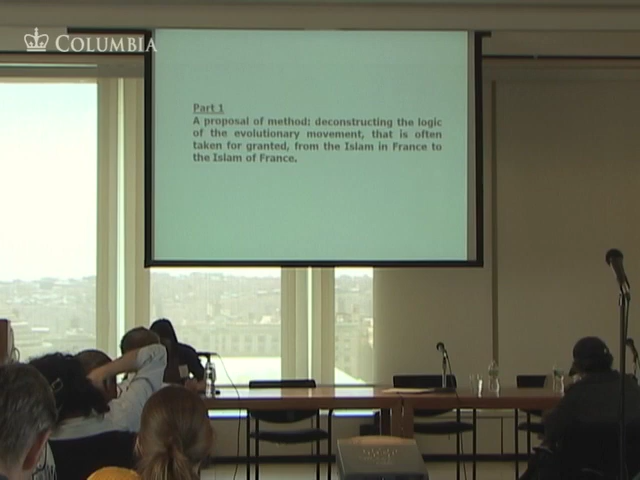 COLUMBIA
Part 1
A proposal of method: deconstructing the logic
of the evolutionary movement, that is often
taken for granted, from the Islam in France to
the Islam of France.